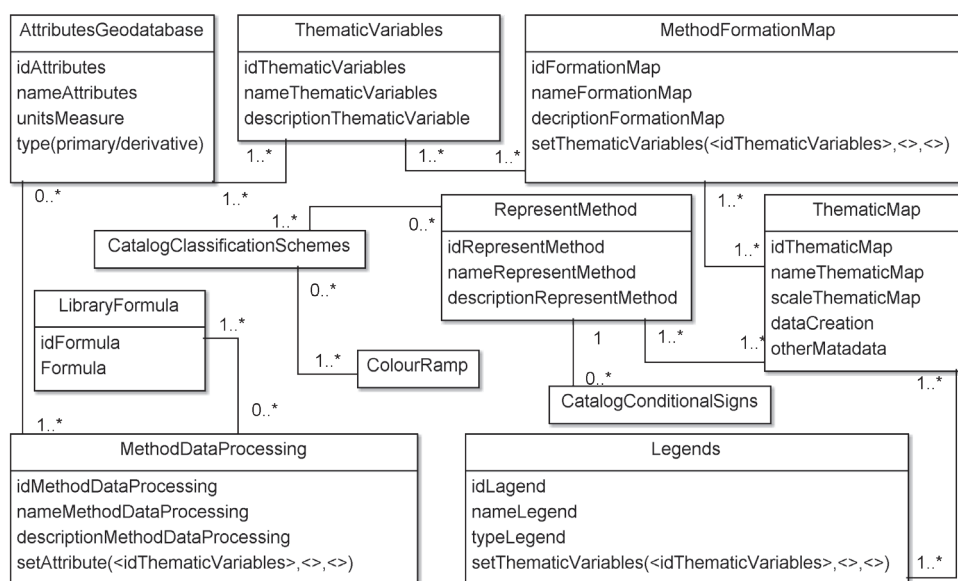 AttributesGeodatabase
idAttributes
nameAttributes
unitsMeasure
type(primary/derivative)
ThematicVariables
idThematicVariables
nameThematicVariables
descriptionThematicVariable
MethodFormationMap
idFormationMap
nameFormationMap
decriptionFormationMap
setThematicVariables(<idThematicVariables>,<>,<>)
1..*
1..*
1..*
0..*
1..*
1..*
1..*
0..*
1..*
CatalogClassificationSchemes
0..*
RepresentMethod
idRepresentMethod
nameRepresentMethod
descriptionRepresentMethod
ThematicMap
idThematicMap
nameThematicMap
scaleThematicMap
dataCreation
otherMatadata
LibraryFormula
idFormula
Formula
1..*
1..*
ColourRamp
1
1..*
1..*
0..*
CatalogConditionalSigns
1..*
0..*
1..*
MethodDataProcessing
idMethodDataProcessing
nameMethodDataProcessing
descriptionMethodDataProcessing
setAttribute(<idThematicVariables>,<>,<>)
Legends
idLagend
nameLegend
typeLegend
setThematicVariables(<idThematicVariables>,<>,<>)
1..*